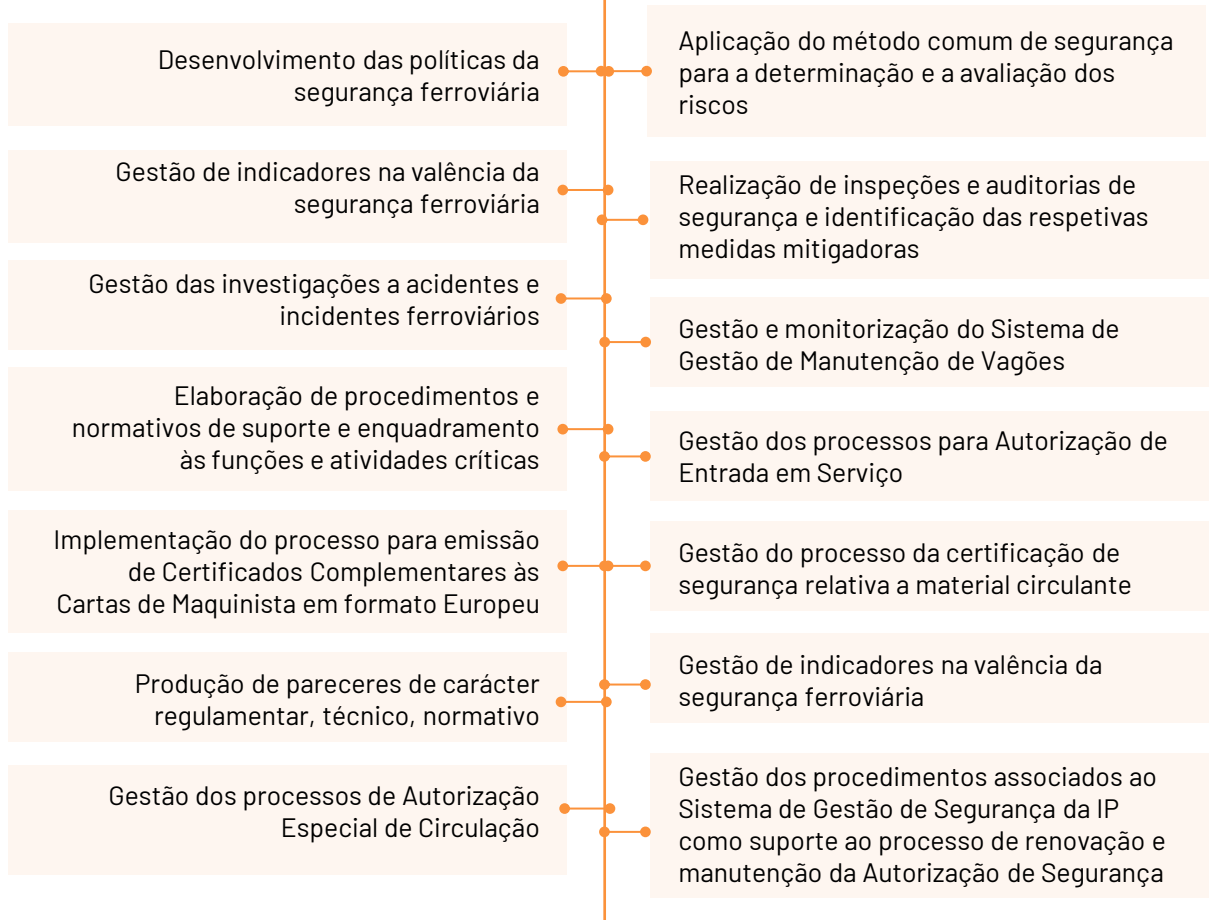 Desenvolvimento das políticas da
segurança ferroviária
Aplicação do método comum de segurança
para a determinação e a avaliação dos
riscos
Gestão de indicadores na valência da
segurança ferroviária
Realização de inspeções e auditorias de
segurança e identificação das respetivas
medidas mitigadoras
Gestão das investigações a acidentes e
incidentes ferroviários
Gestão e monitorização do Sistema de
Gestão de Manutenção de Vagões
Elaboração de procedimentos e
normativos de suporte e enquadramento
às funções e atividades críticas
Gestão dos processos para Autorização de
Entrada em Serviço
Implementação do processo para emissão
de Certificados Complementares às
Cartas de Maquinista em formato Europeu
Gestão do processo da certificação de
segurança relativa a material circulante
Produção de pareceres de carácter
regulamentar, técnico, normativo
Gestão de indicadores na valência da
segurança ferroviária
Gestão dos processos de Autorização
Especial de Circulação
Gestão dos procedimentos associados ao
Sistema de Gestão de Segurança da IP
como suporte ao processo de renovação e
manutenção da Autorização de Segurança